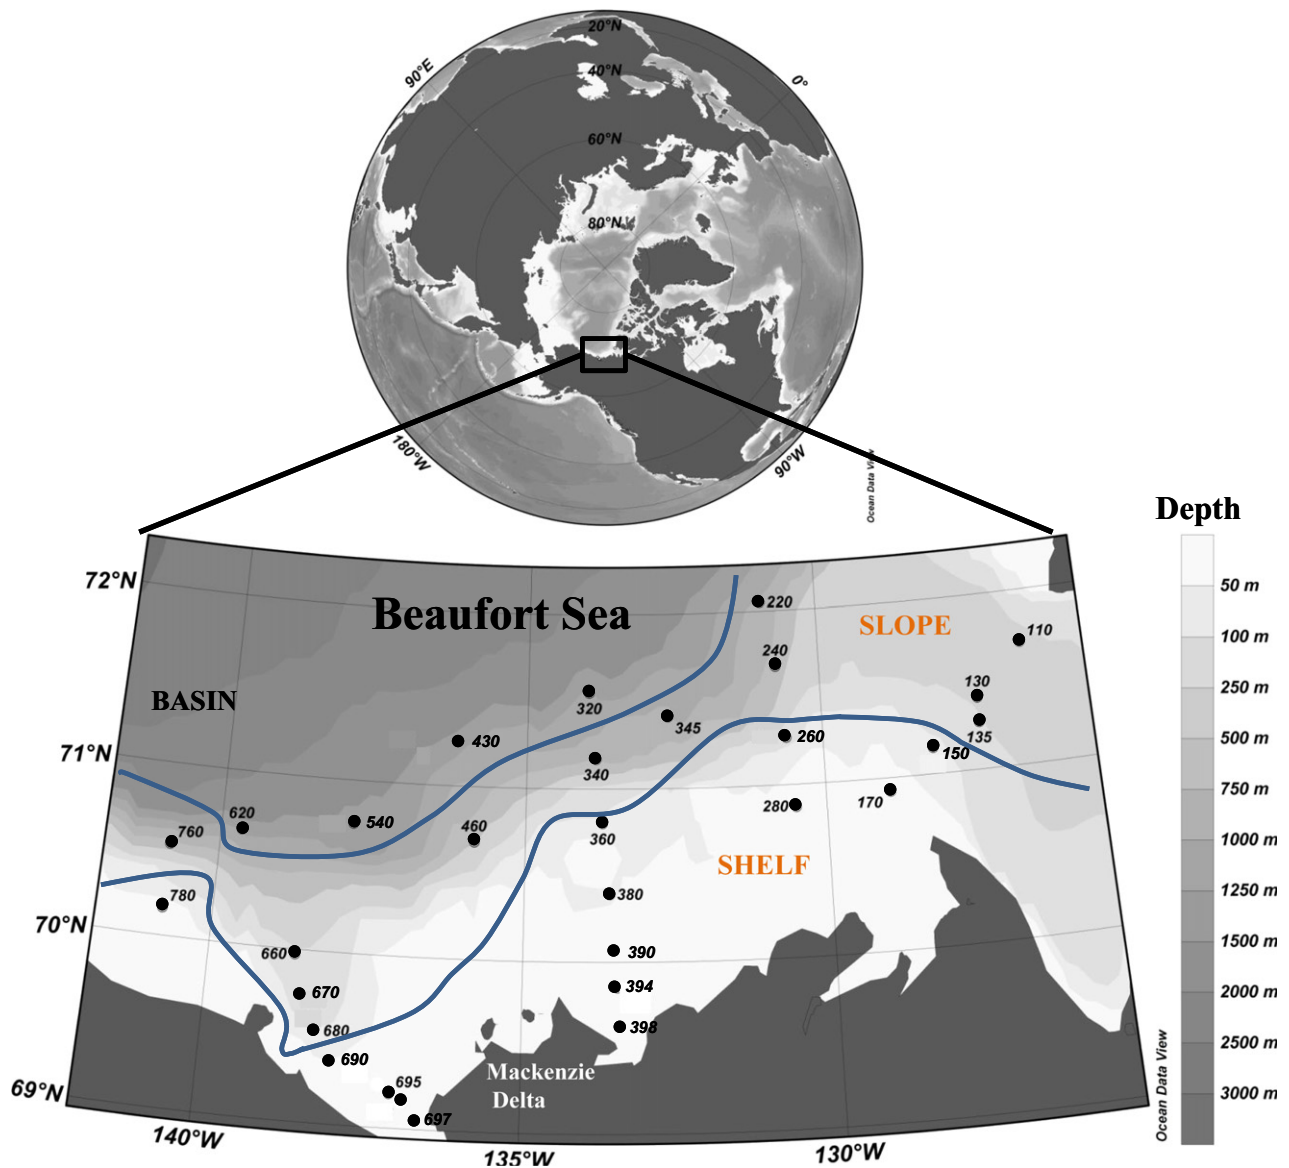 20°N
40°N
90°E
0°
60°N
80°N
180°W
90°W
Ocean Data View
Depth
72°N
Beaufort Sea
220
SLOPE
50 m
100 m
110
240
BASIN
130
250 m
320
345
135
500 m
71°N
430
260
150
340
750 m
280
170
620
540
460
760
360
1000 m
SHELF
780
380
1250 m
70°N
660
390
1500 m
670
394
2000 m
680
398
2500 m
690
Mackenzie
Delta
695
697
3000 m
69°N
Ocean Data View
140°W
135°W
130°W